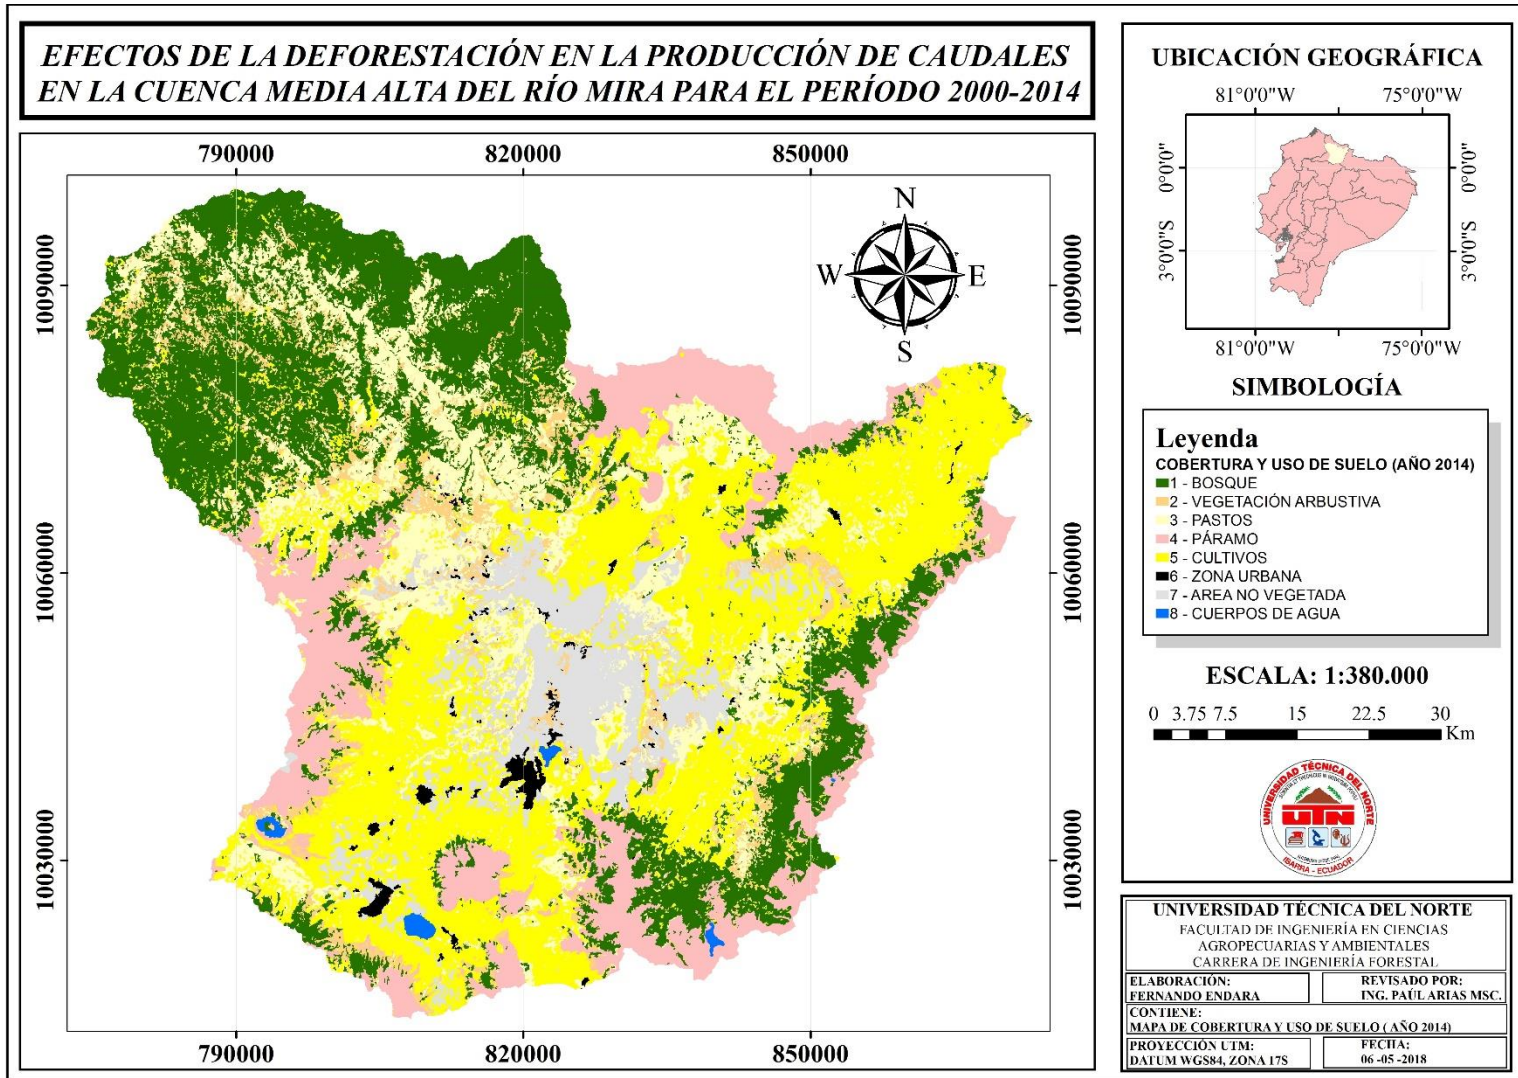 EFECTOS DE LA DEFORESTACIÓN EN LA PRODUCCIÓN DE CAUDALES
EN LA CUENCA MEDIA ALTA DEL RÍO MIRA PARA EL PERÍODO 2000-2014
790000 820000 850000
10090000
10060000
10030000
N
W E
S
10090000
10060000
10030000
790000 820000 850000
UBICACIÓN GEOGRÁFICA
81°0'0"W 75°0'0"W
0°0'0" 0°0'0"
3°0'0"S 3°0'0"S
81°0'0"W 75°0'0"W
SIMBOLOGÍA
Leyenda
COBERTURA Y USO DE SUELO (AÑO 2014)
1 - BOSQUE
2 - VEGETACIÓN ARBUSTIVA
3 - PASTOS
4 - PÁRAMO
5 - CULTIVOS
6 - ZONA URBANA
7 - AREA NO VEGETADA
8 - CUERPOS DE AGUA
ESCALA: 1:380.000
0 3.75 7.5 15 22.5 30
Km
UNIVERSIDAD TÉCNICA DEL NORTE
UTN
IBARRA - ECUADOR
UNIVERSIDAD TÉCNICA DEL NORTE
FACULTAD DE INGENIERÍA EN CIENCIAS
AGROPECUARIAS Y AMBIENTALES
CARRERA DE INGENIERÍA FORESTAL
ELABORACIÓN:
FERNANDO ENDARA
REVISADO POR:
ING. PAÚL ARIAS MSC.
CONTIENE:
MAPA DE COBERTURA Y USO DE SUELO ( AÑO 2014)
PROYECCIÓN UTM:
DATUM WGS84, ZONA 17S
FECHA:
06 -05 -2018